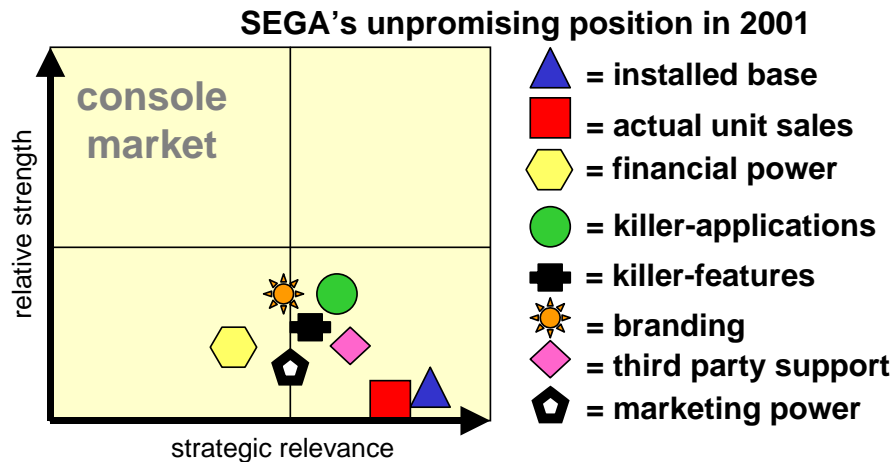 SEGA's unpromising position in 2001
console
market
relative strength
strategic relevance
= installed base
= actual unit sales
= financial power
= killer-applications
= killer-features
= branding
= third party support
= marketing power